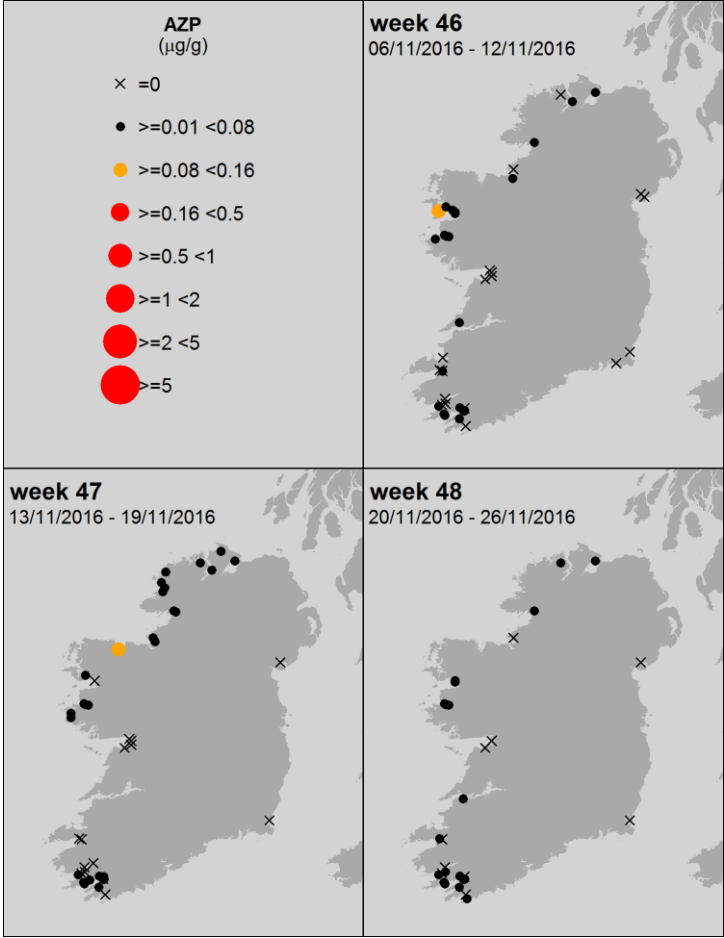 AZP
(µg/g)
=0
>=0.01 <0.08
>=0.08 <0.16
>=0.16 <0.5
>=0.5 <1
>=1 <2
>=2 <5
>=5
week 46
06/11/2016 - 12/11/2016
week 47
13/11/2016 - 19/11/2016
week 48
20/11/2016 - 26/11/2016